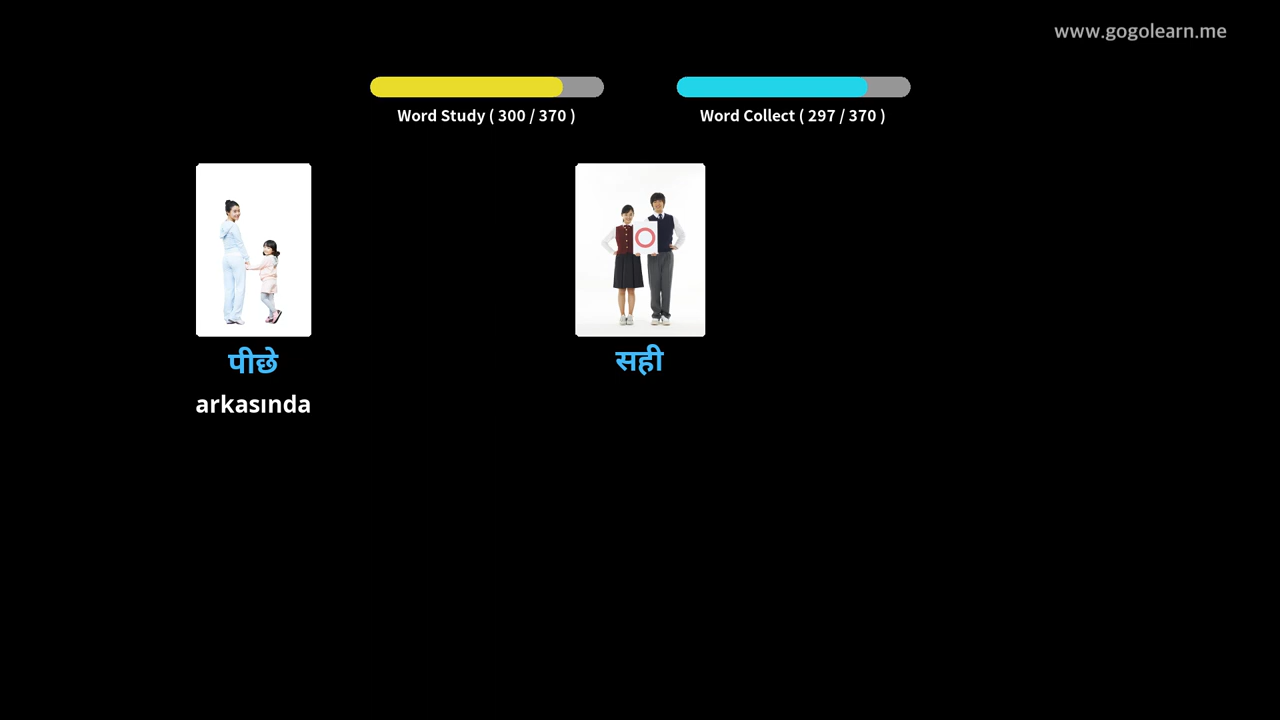 www.gogolearn.me
Word Study ( 300 / 370 )
Word Collect ( 297 / 370 )
पीछे
सही
arkasında